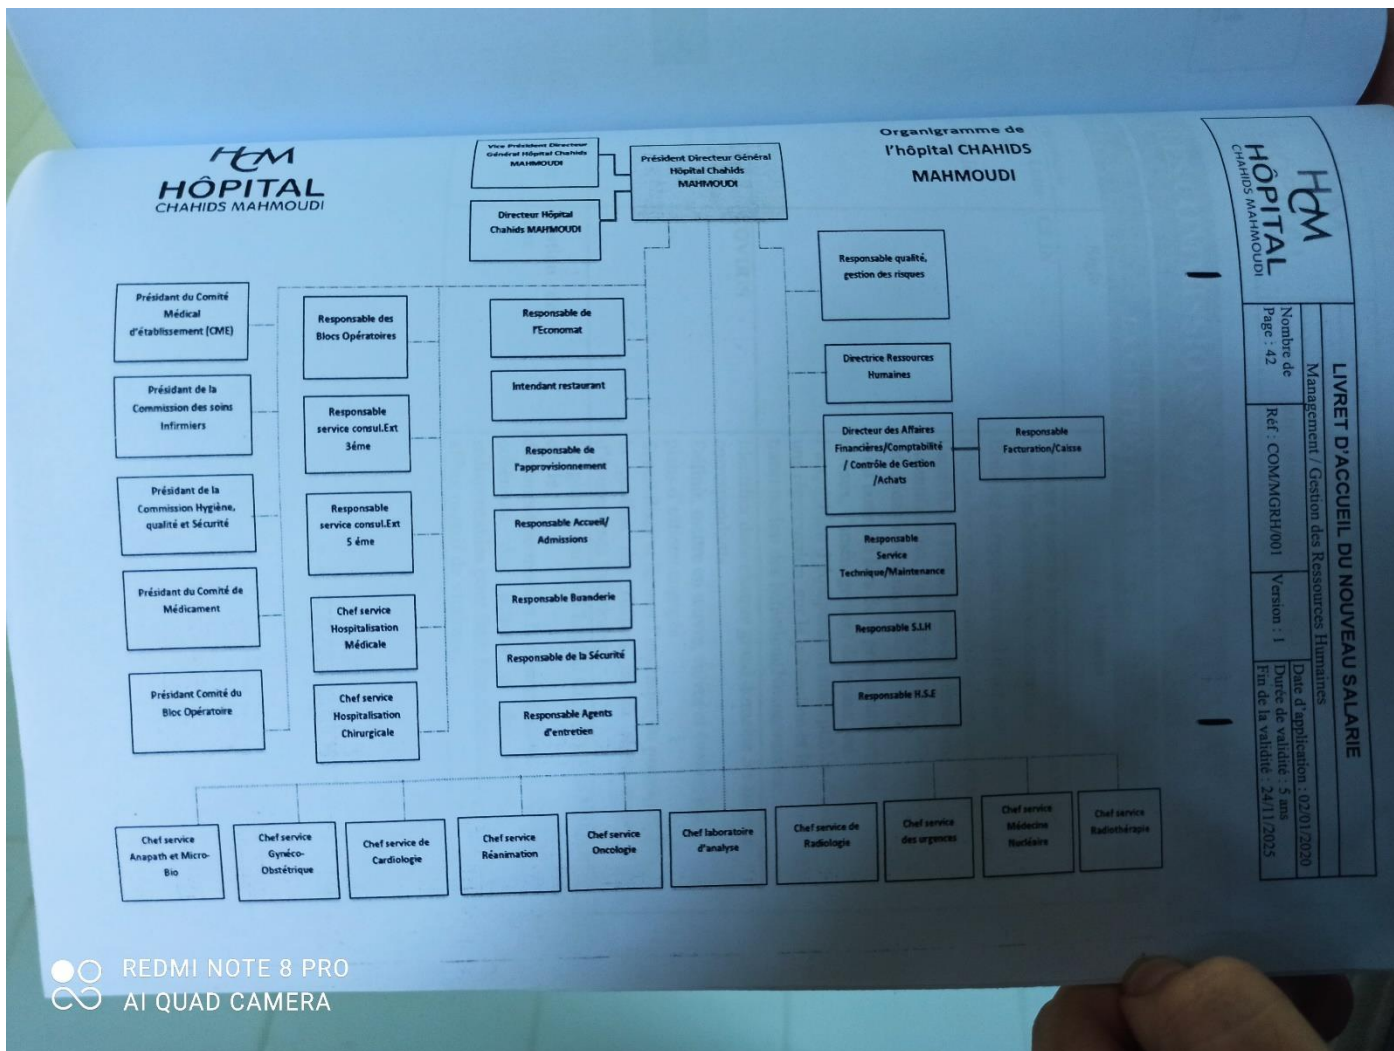 HCM
HÔPITAL
CHAHIDS MAHMOUDI
Vice Président Directeur
Général Hôpital Chahids
MAHMOUDI
Directeur Hôpital
Chahids MAHMOUDI
Président Directeur Général
Hôpital Chahids
MAHMOUDI
Organigramme de
l'hôpital CHAHIDS
MAHMOUDI
Présidant du Comité
Médical
d'établissement (CME)
Présidant de la
Commission des soins
Infirmiers
Présidant de la
Commission Hygiène,
qualité et Sécurité
Présidant du Comité de
Médicament
Présidant Comité du
Bloc Opératoire
Responsable des
Blocs Opératoires
Responsable
service consul.Ext
3éme
Responsable
service consul.Ext
5 éme
Chef service
Hospitalisation
Médicale
Chef service
Hospitalisation
Chirurgicale
Responsable de
l'Economat
Intendant restaurant
Responsable de
l'approvisionnement
Responsable Accueil/
Admissions
Responsable Buanderie
Responsable de la Sécurité
Responsable Agents
d'entretien
Responsable qualité,
gestion des risques
Directrice Ressources
Humaines
Directeur des Affaires
Financières/Comptabilité
/ Contrôle de Gestion
/Achats
Responsable
Facturation/Caisse
Responsable
Service
Technique/Maintenance
Responsable S.I.H
Responsable H.S.E
Chef service
Anapath et Micro-
Bio
Chef service
Gynéco-
Obstétrique
Chef service de
Cardiologie
Chef service
Réanimation
Chef service
Oncologie
Chef laboratoire
d'analyse
Chef service de
Radiologie
Chef service
des urgences
Chef service
Médecine
Nucléaire
Chef service
Radiothérapie
HCM
HÔPITAL
CHAHIDS MAHMOUDI
LIVRET D'ACCUEIL DU NOUVEAU SALARIE
Management / Gestion des Ressources Humaines
Nombre de
Page : 42
Réf : COM/MGRH/001
Version : 1
Date d'application : 02/01/2020
Durée de validité : 5 ans
Fin de la validité : 24/11/2025
REDMI NOTE 8 PRO
AI QUAD CAMERA